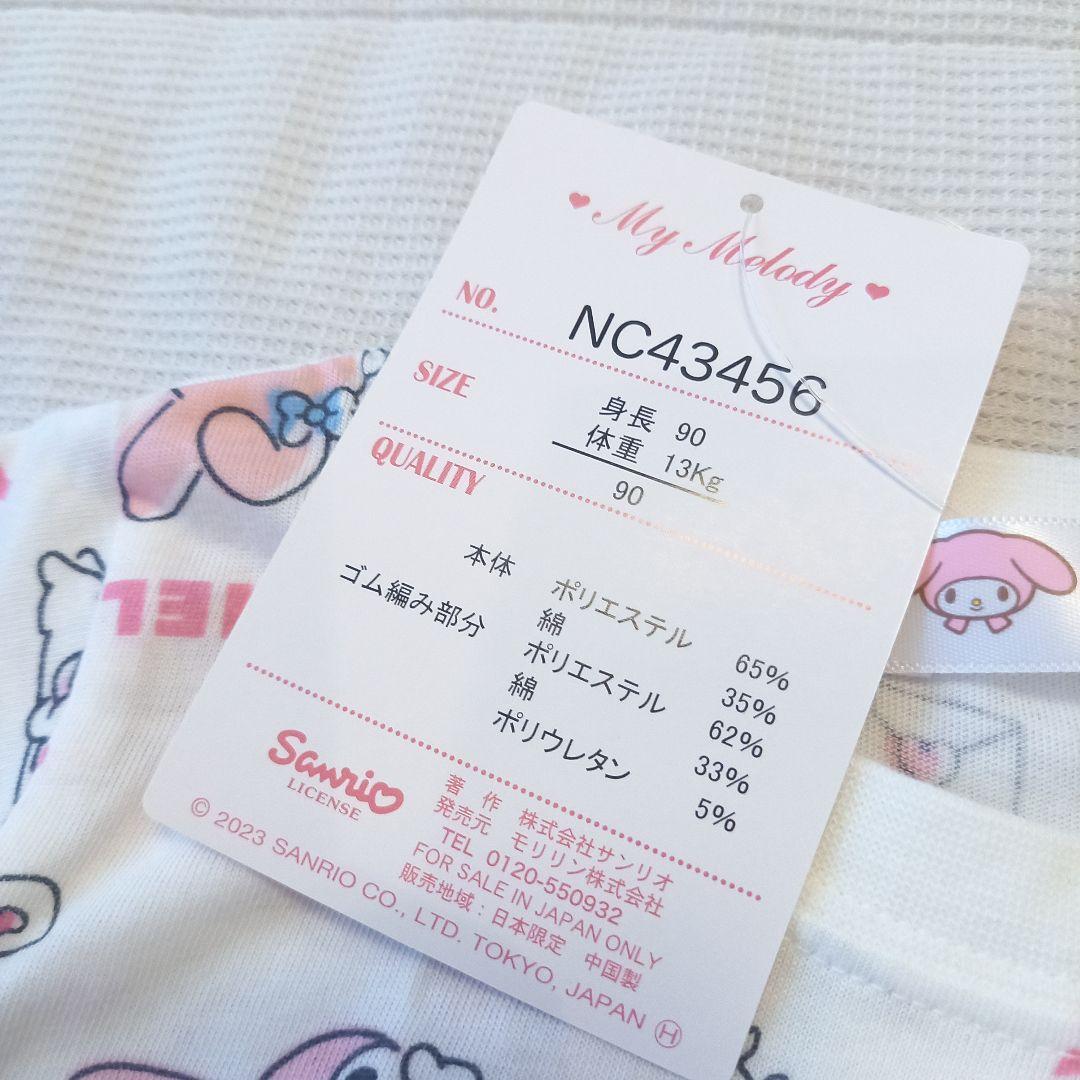 My Melody
NO.
NC43456
SIZE
身長 90
体重 13Kg
90
QUALITY
本体 ポリエステル 65%
綿 35%
ゴム編み部分 ポリエステル 62%
綿 33%
ポリウレタン 5%
Sanrio
LICENSE
著 作 株式会社サンリオ
発売元 モリリン株式会社
TEL 0120-550932
FOR SALE IN JAPAN ONLY
販売地域：日本限定 中国製
© 2023 SANRIO CO., LTD. TOKYO, JAPAN Ⓗ